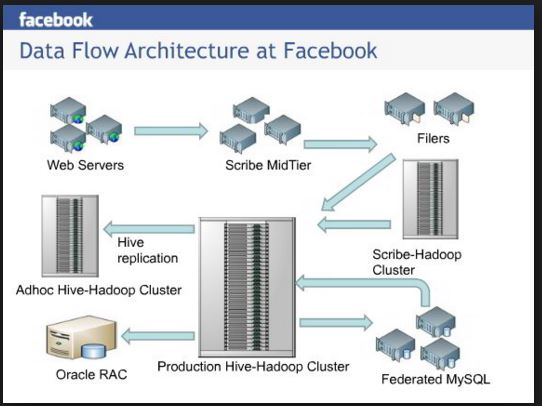 facebook
Data Flow Architecture at Facebook
Web Servers
Scribe MidTier
Filers
Hive
replication
Scribe-Hadoop
Cluster
Adhoc Hive-Hadoop Cluster
Oracle RAC
Production Hive-Hadoop Cluster
Federated MySQL